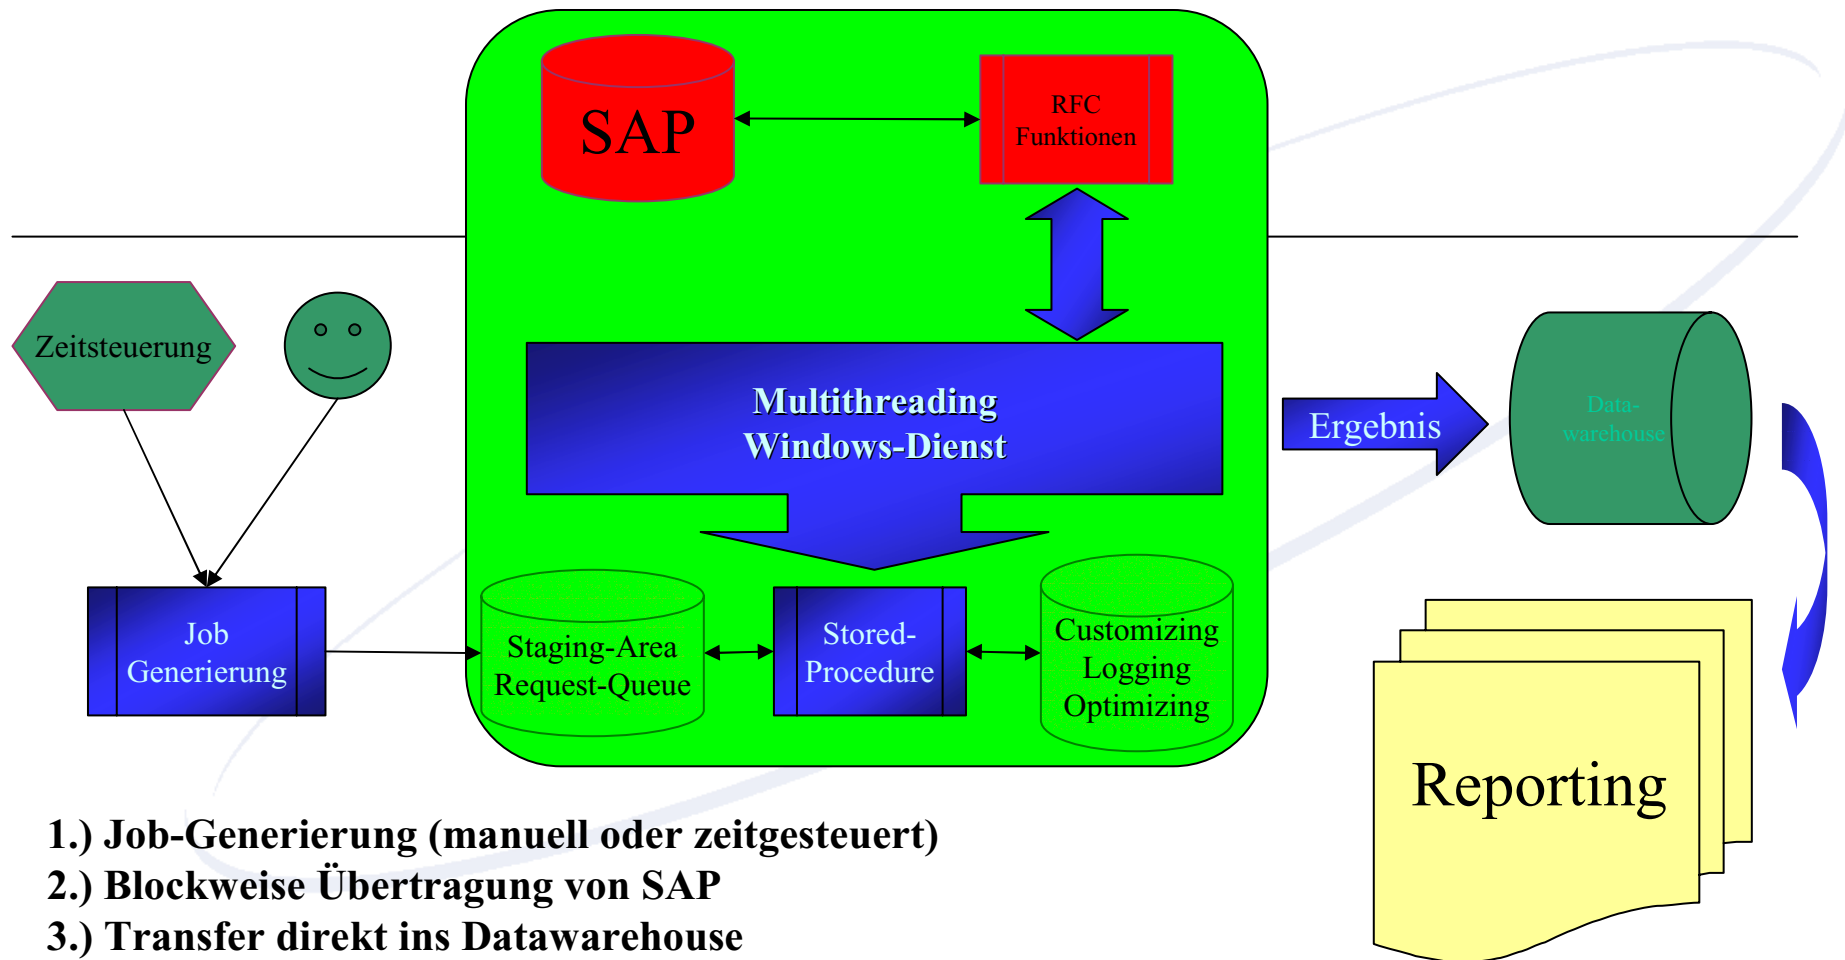 SAP
RFC
Funktionen
Zeitsteuerung
Multithreading
Windows-Dienst
Ergebnis
Data-
warehouse
Job
Generierung
Staging-Area
Request-Queue
Stored-
Procedure
Customizing
Logging
Optimizing
Reporting
1.) Job-Generierung (manuell oder zeitgesteuert)
2.) Blockweise Übertragung von SAP
3.) Transfer direkt ins Datawarehouse